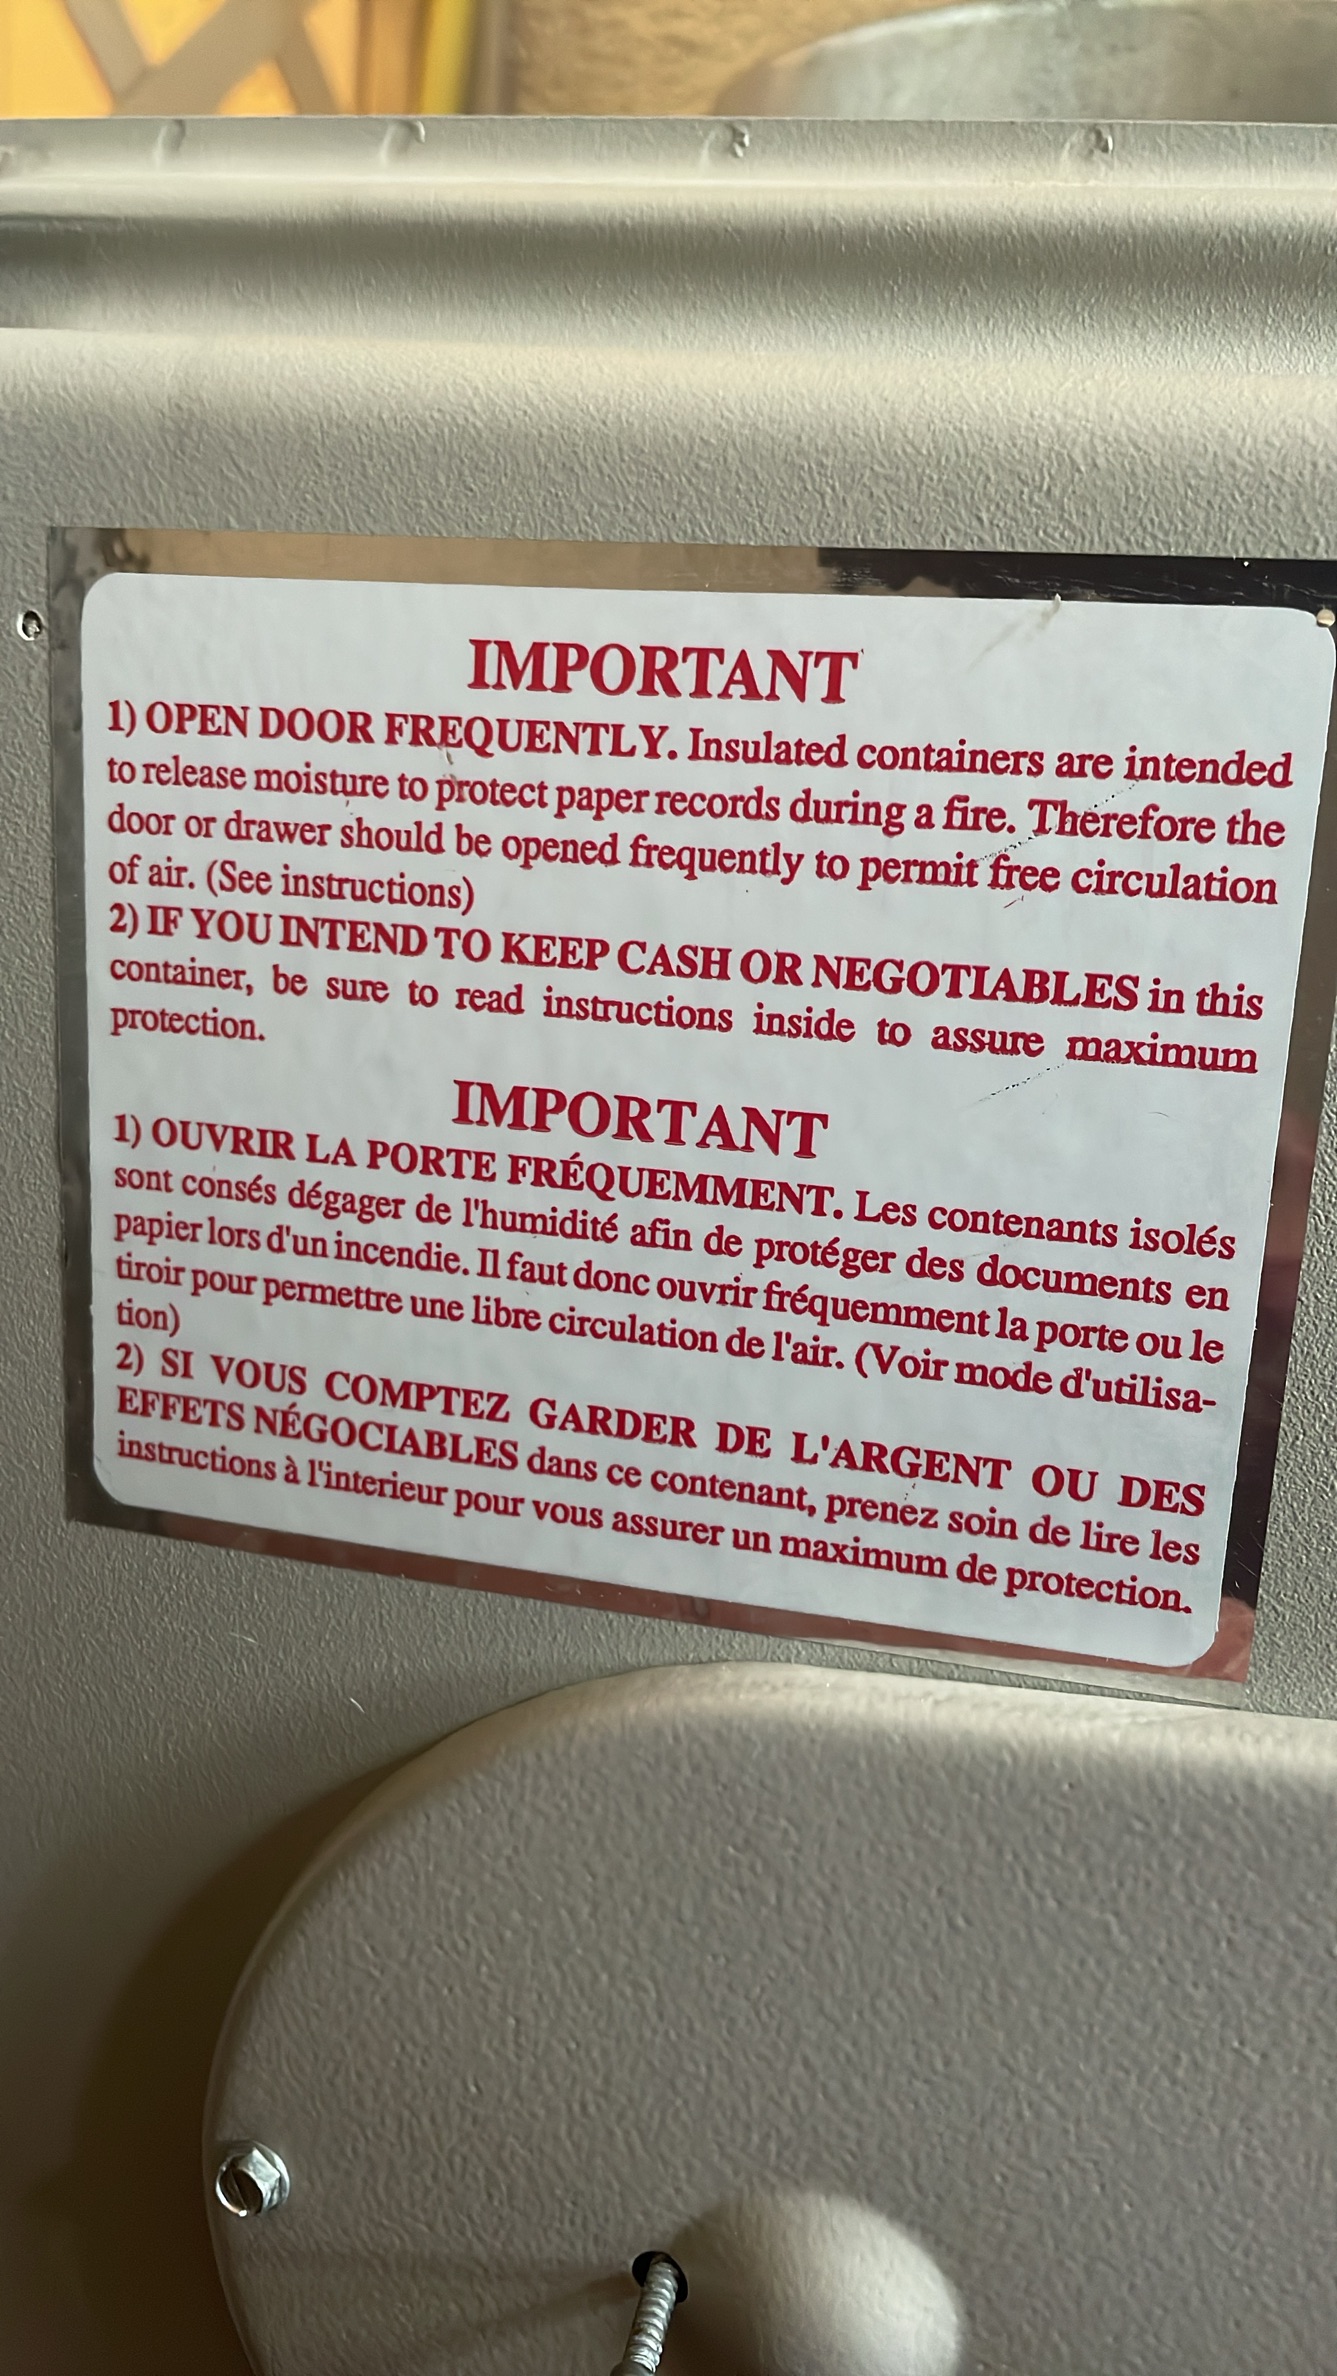 IMPORTANT
1) OPEN DOOR FREQUENTLY. Insulated containers are intended
to release moisture to protect paper records during a fire. Therefore the
door or drawer should be opened frequently to permit free circulation
of air. (See instructions)
2) IF YOU INTEND TO KEEP CASH OR NEGOTIABLES in this
container, be sure to read instructions inside to assure maximum
protection.
IMPORTANT
1) OUVRIR LA PORTE FRÉQUEMMENT. Les contenants isolés
sont consés dégager de l'humidité afin de protéger des documents en
papier lors d'un incendie. Il faut donc ouvrir fréquemment la porte ou le
tiroir pour permettre une libre circulation de l'air. (Voir mode d'utilisa-
tion)
2) SI VOUS COMPTEZ GARDER DE L'ARGENT OU DES
EFFETS NÉGOCIABLES dans ce contenant, prenez soin de lire les
instructions à l'interieur pour vous assurer un maximum de protection.